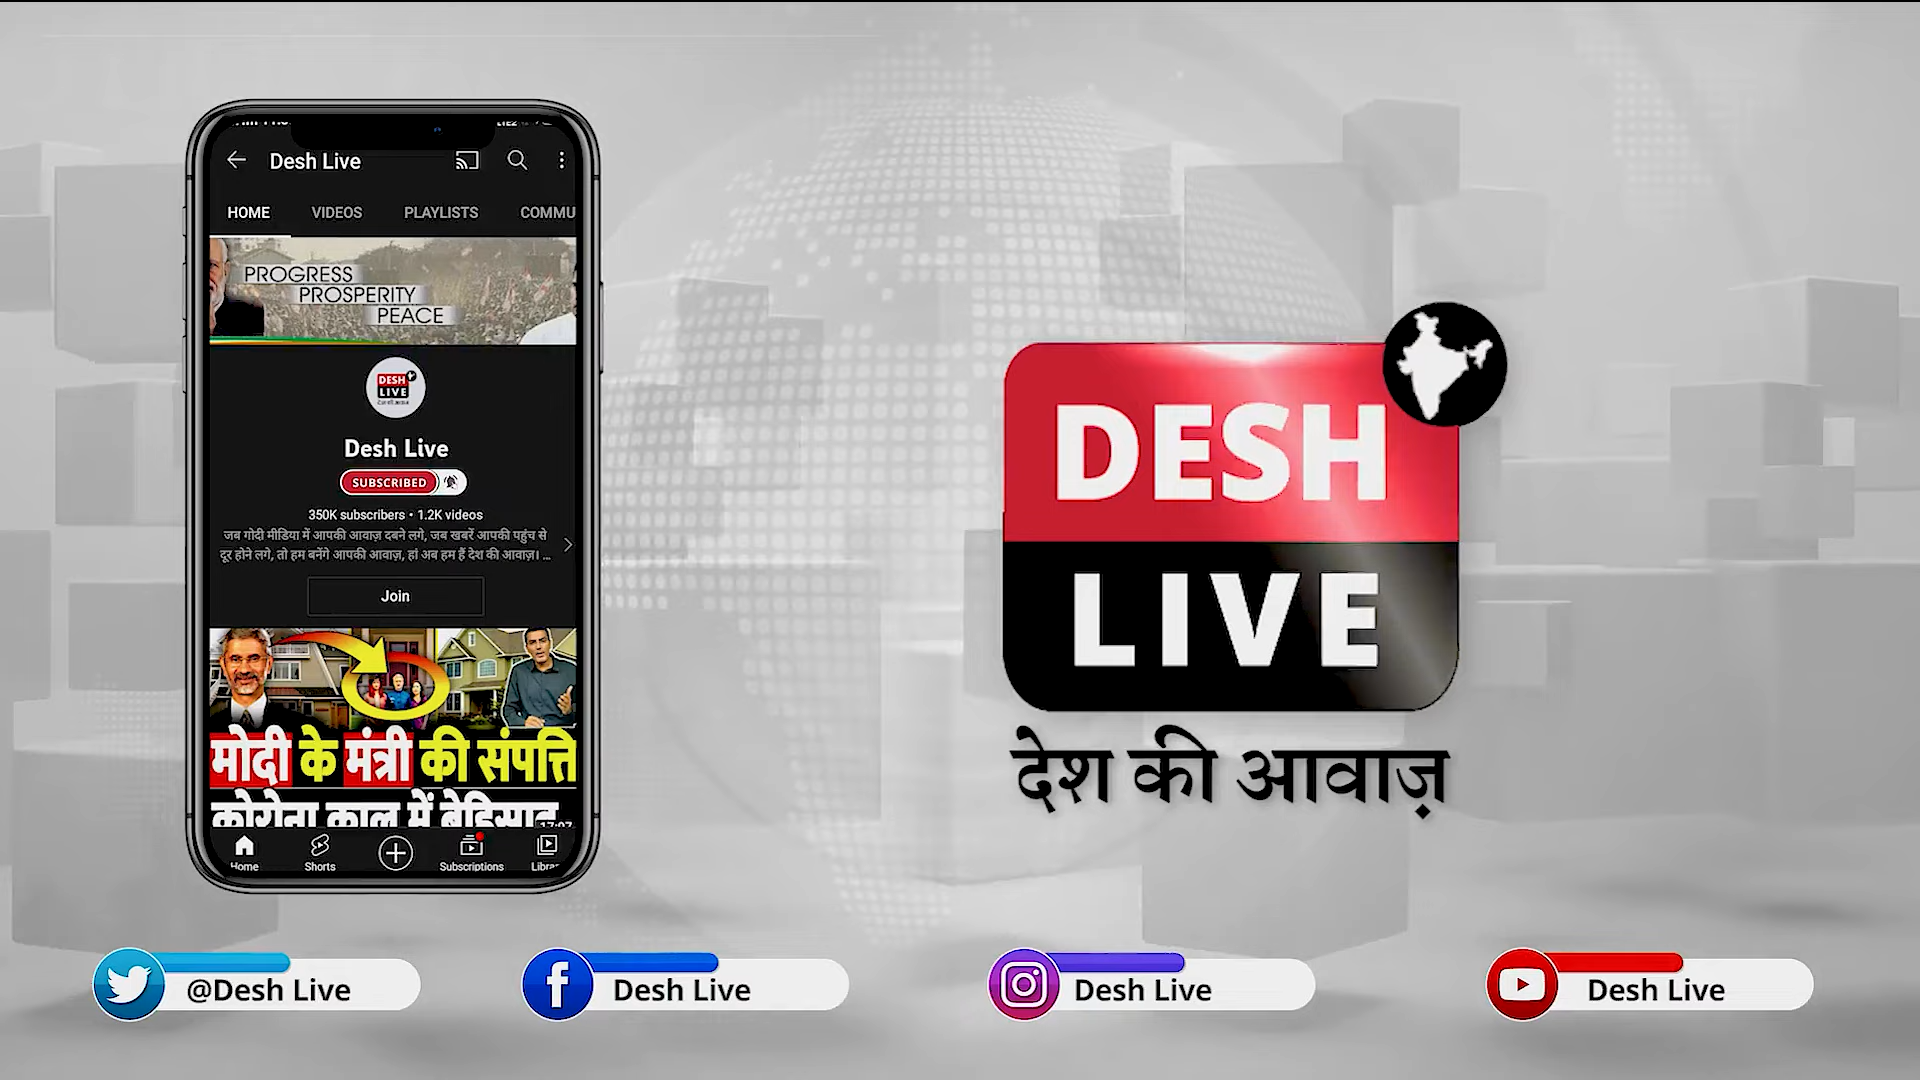 Desh Live
HOME VIDEOS PLAYLISTS COMMU
PROGRESS
PROSPERITY
PEACE
DESH
LIVE
Desh Live
SUBSCRIBED
350K subscribers • 1.2K videos
जब गोदी मीडिया में आपकी आवाज़ दबने लगे, जब खबरें आपकी पहुंच से
दूर होने लगे, तो हम बनेंगे आपकी आवाज़, हां अब हम हैं देश की आवाज़। ...
Join
मोदी के मंत्री की संपत्ति
कोरोना काल में बेहिसाब
Home Shorts Subscriptions
DESH
LIVE
देश की आवाज़
@Desh Live Desh Live Desh Live Desh Live